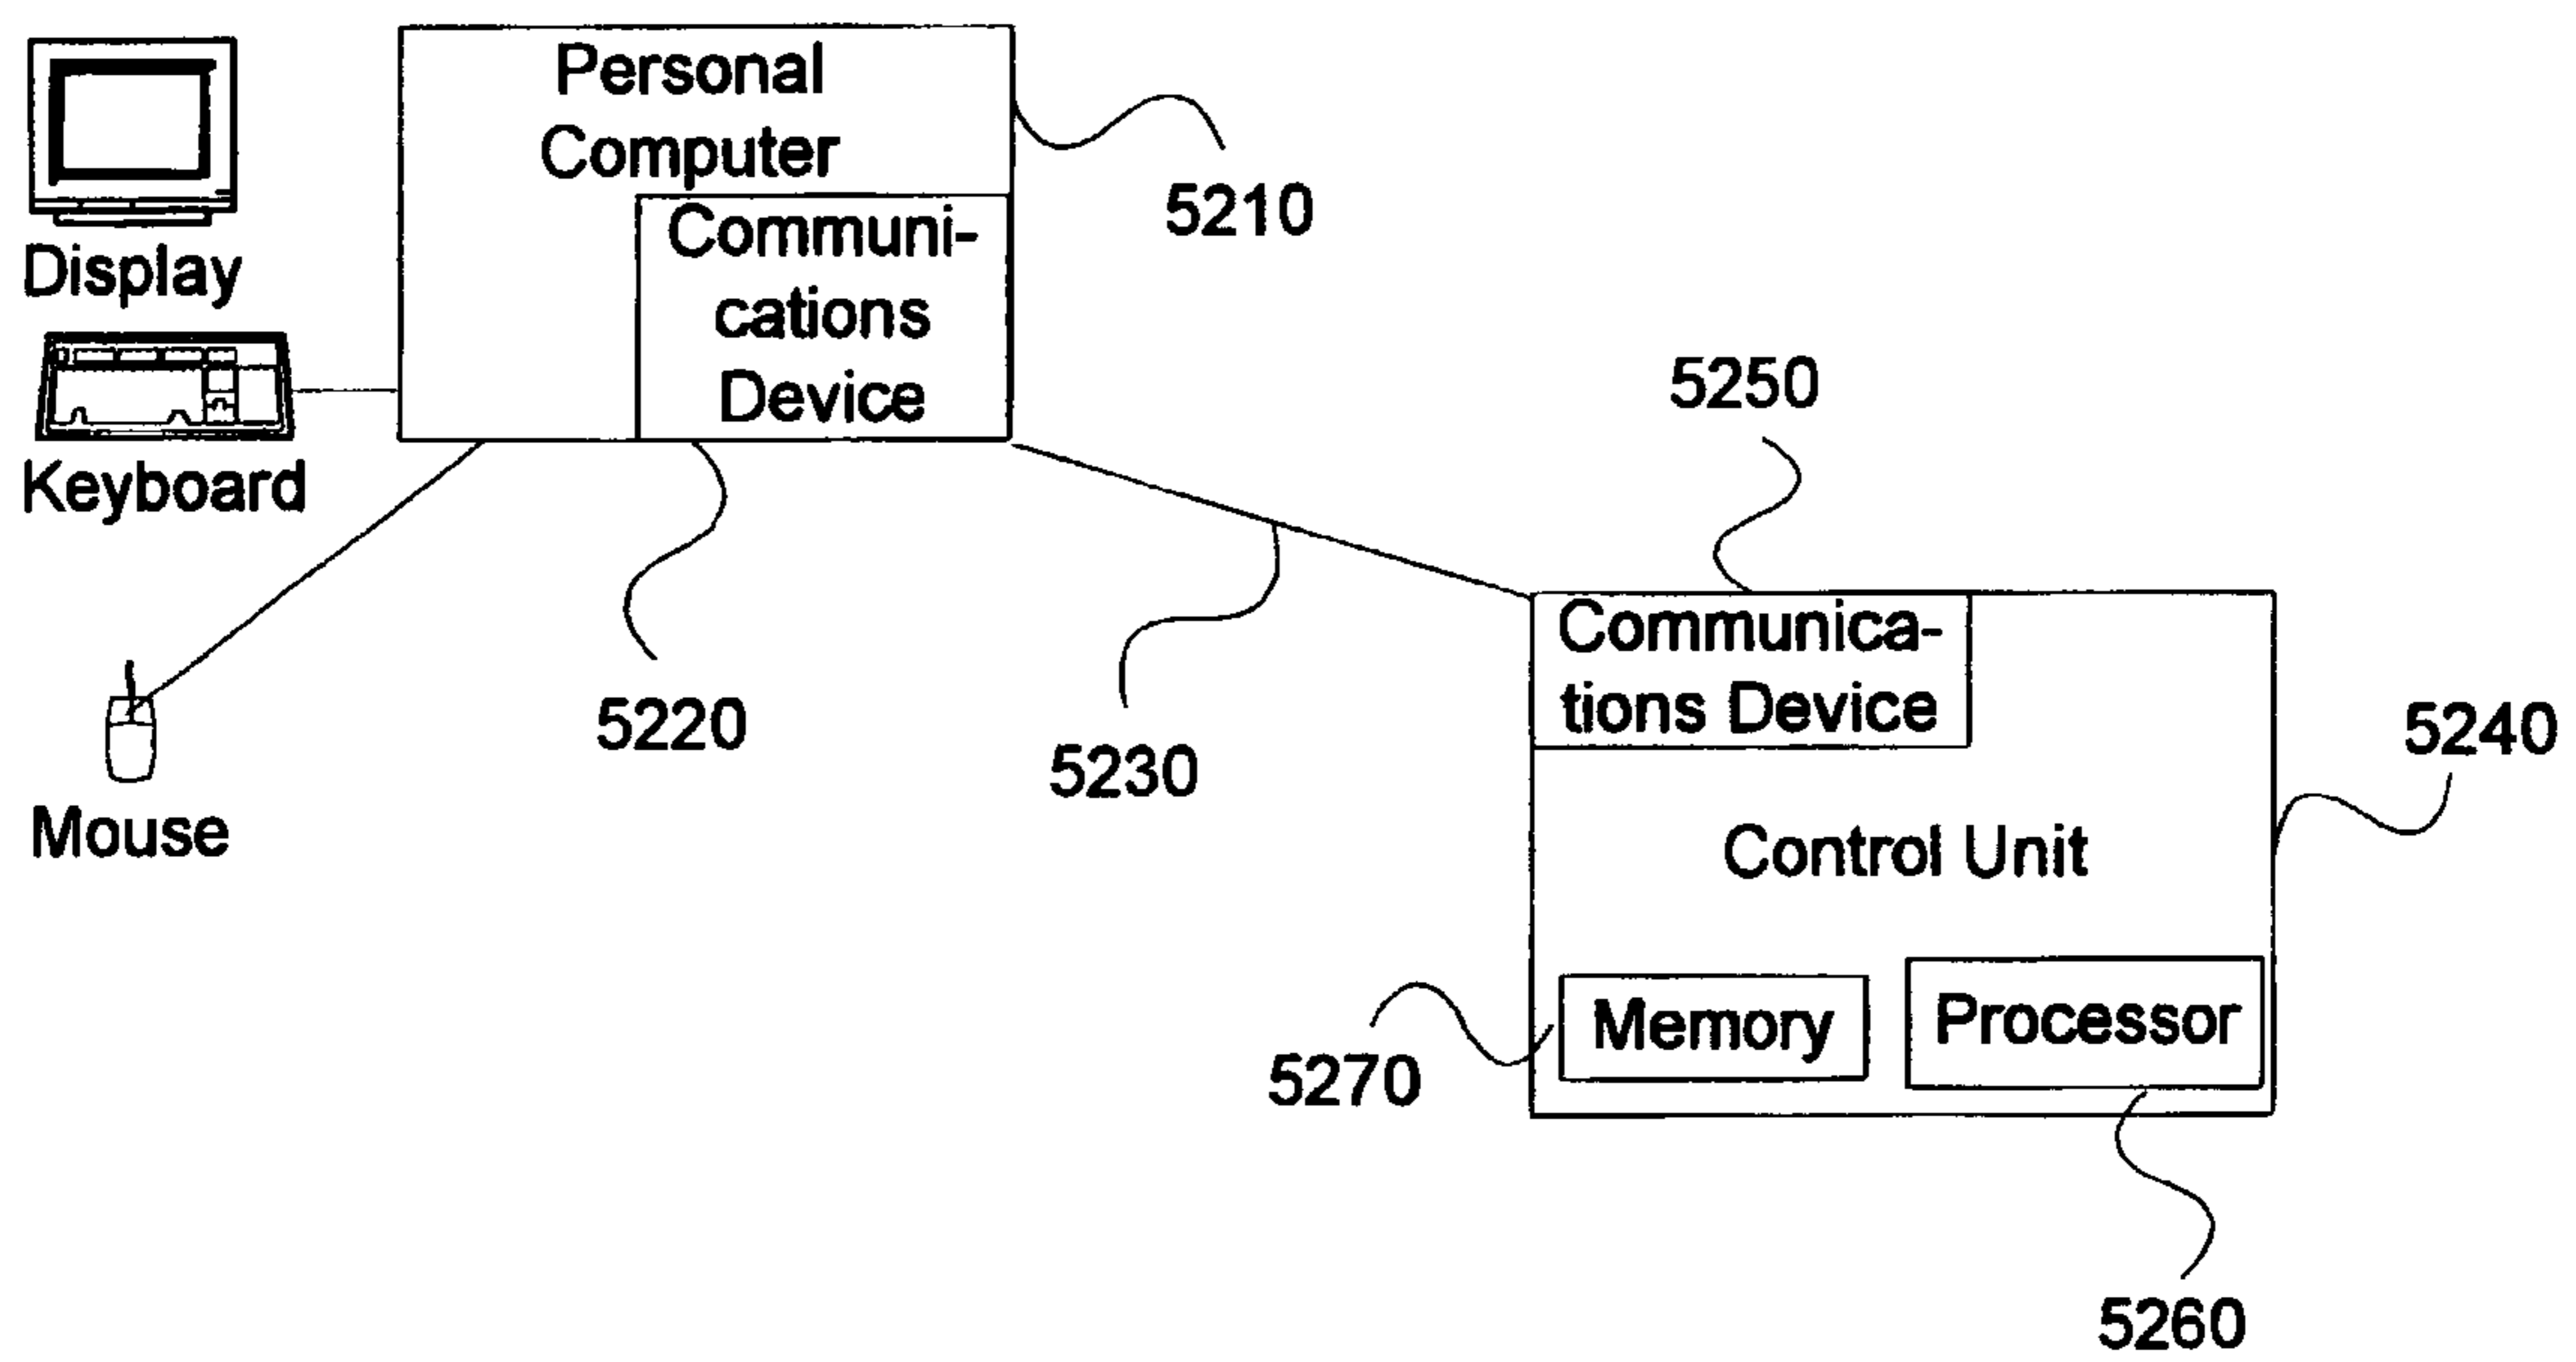 Personal
Computer
Communi-
cations
Device
5210
Display
Keyboard
Mouse
5220
5230
5250
Communica-
tions Device
5240
Control Unit
Memory
Processor
5270
5260